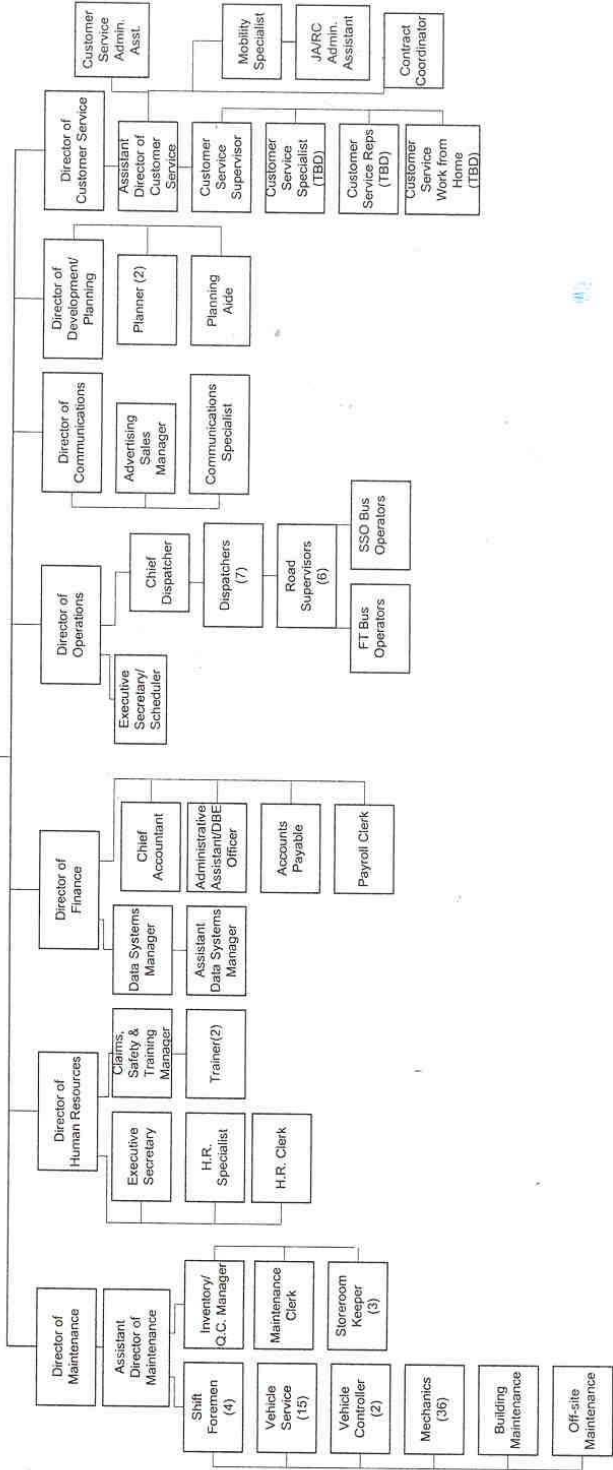 Director of
Maintenance
Assistant
Director of
Maintenance
Shift
Foremen
(4)
Vehicle
Service
(15)
Vehicle
Controller
(2)
Mechanics
(36)
Building
Maintenance
Off-site
Maintenance
Inventory/
Q.C. Manager
Maintenance
Clerk
Storeroom
Keeper
(3)
Director of
Human Resources
Executive
Secretary
H.R.
Specialist
H.R. Clerk
Claims,
Safety &
Training
Manager
Trainer(2)
Director of
Finance
Data Systems
Manager
Assistant
Data Systems
Manager
Chief
Accountant
Administrative
Assistant/DBE
Officer
Accounts
Payable
Payroll Clerk
Director of
Operations
Executive
Secretary/
Scheduler
Chief
Dispatcher
Dispatchers
(7)
Road
Supervisors
(6)
FT Bus
Operators
SSO Bus
Operators
Director of
Communications
Advertising
Sales
Manager
Communications
Specialist
Director of
Development/
Planning
Planner (2)
Planning
Aide
Director of
Customer Service
Assistant
Director of
Customer
Service
Customer
Service
Supervisor
Customer
Service
Specialist
(TBD)
Customer
Service Reps
(TBD)
Customer
Service
Work from
Home
(TBD)
Customer
Service
Admin.
Asst.
Mobility
Specialist
JA/RC
Admin.
Assistant
Contract
Coordinator